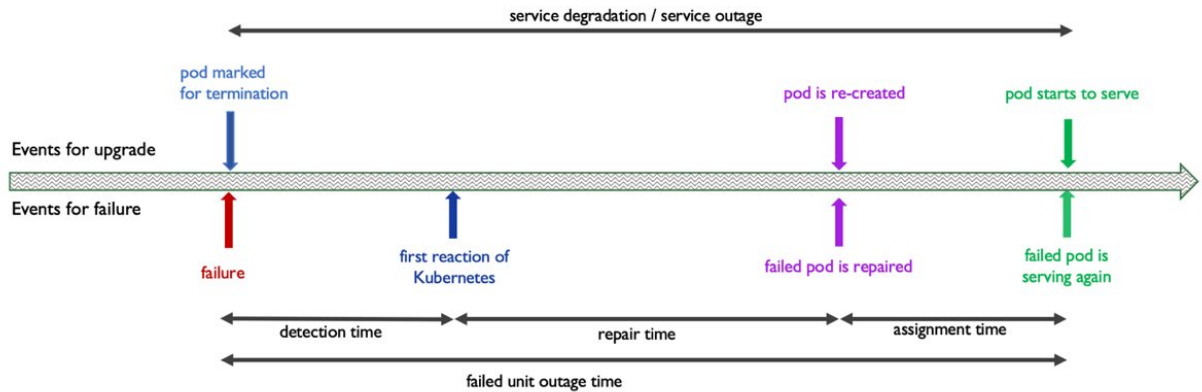 service degradation / service outage
pod marked
for termination
pod is re-created
pod starts to serve
Events for upgrade
Events for failure
failure
first reaction of
Kubernetes
failed pod is repaired
failed pod is
serving again
detection time
repair time
assignment time
failed unit outage time